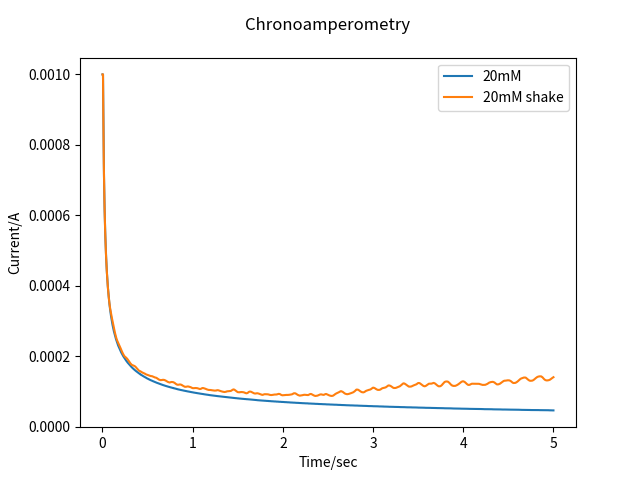 Chronoamperometry
20mM
20mM shake
0.0010
0.0008
0.0006
0.0004
0.0002
0.0000
Current/A
0 1 2 3 4 5
Time/sec